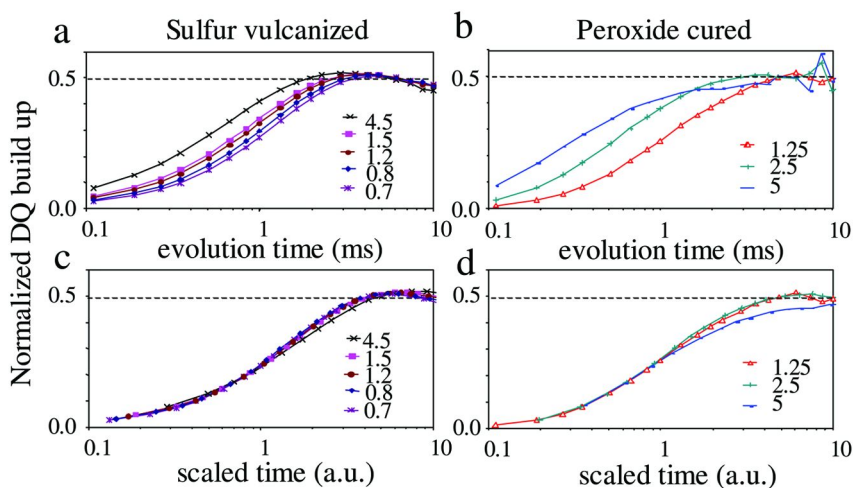 a Sulfur vulcanized
b Peroxide cured
Normalized DQ build up
0.5
0.0
4.5
1.5
1.2
0.8
0.7
0.1 1 10
evolution time (ms)
0.5
0.0
1.25
2.5
5
0.1 1 10
evolution time (ms)
c
0.5
0.0
4.5
1.5
1.2
0.8
0.7
0.1 1 10
scaled time (a.u.)
d
0.5
0.0
1.25
2.5
5
0.1 1 10
scaled time (a.u.)